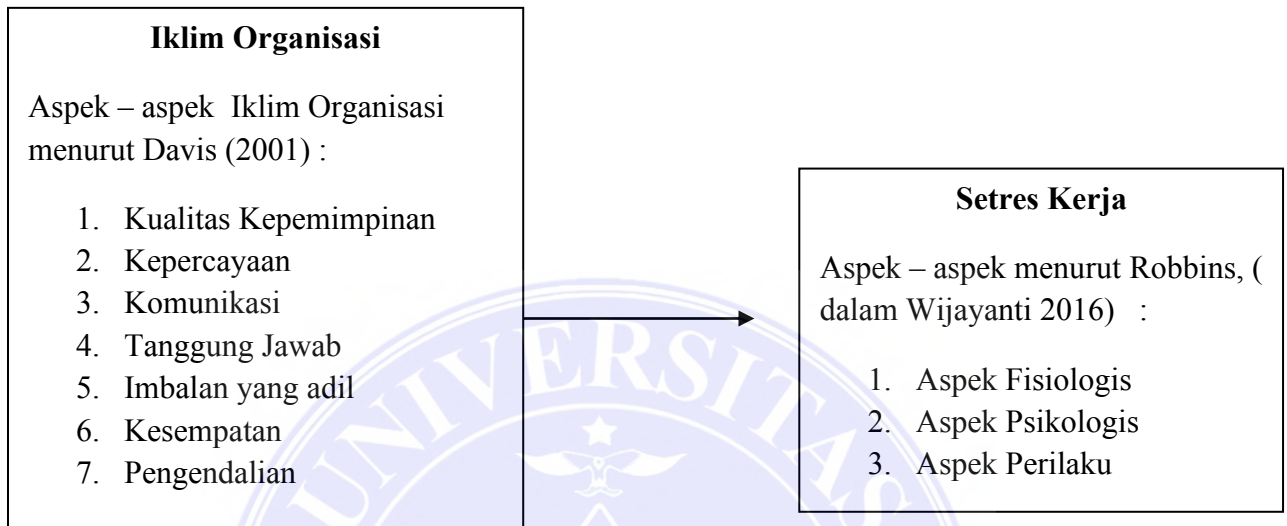 Iklim Organisasi
Aspek – aspek  Iklim Organisasi
menurut Davis (2001) :
1. Kualitas Kepemimpinan
2. Kepercayaan
3. Komunikasi
4. Tanggung Jawab
5. Imbalan yang adil
6. Kesempatan
7. Pengendalian
Setres Kerja
Aspek – aspek menurut Robbins, (
dalam Wijayanti 2016)   :
1. Aspek Fisiologis
2. Aspek Psikologis
3. Aspek Perilaku
UNIVERSITAS